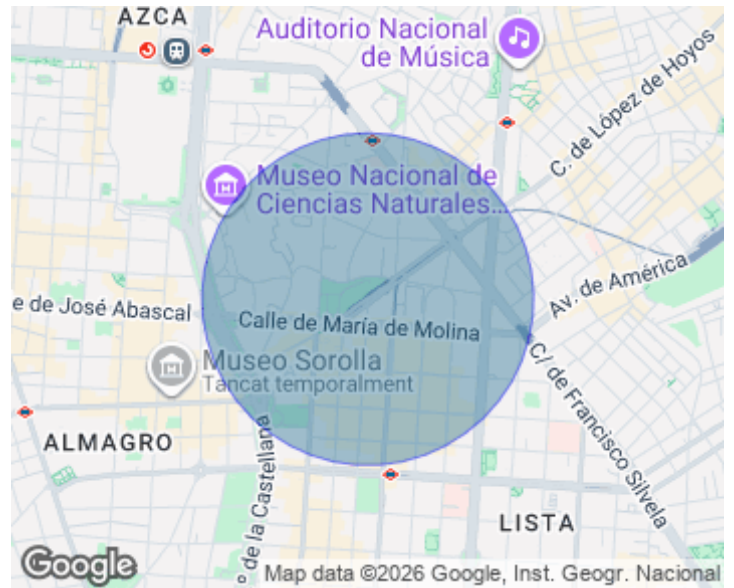 AZCA
Auditorio Nacional
de Música
C. de López de Hoyos
Museo Nacional de
Ciencias Naturales...
Av. de América
e de José Abascal
Calle de María de Molina
Museo Sorolla
Tancat temporalment
C/ de Francisco Silvela
ALMAGRO
º de la Castellana
LISTA
Google
Map data ©2026 Google, Inst. Geogr. Nacional